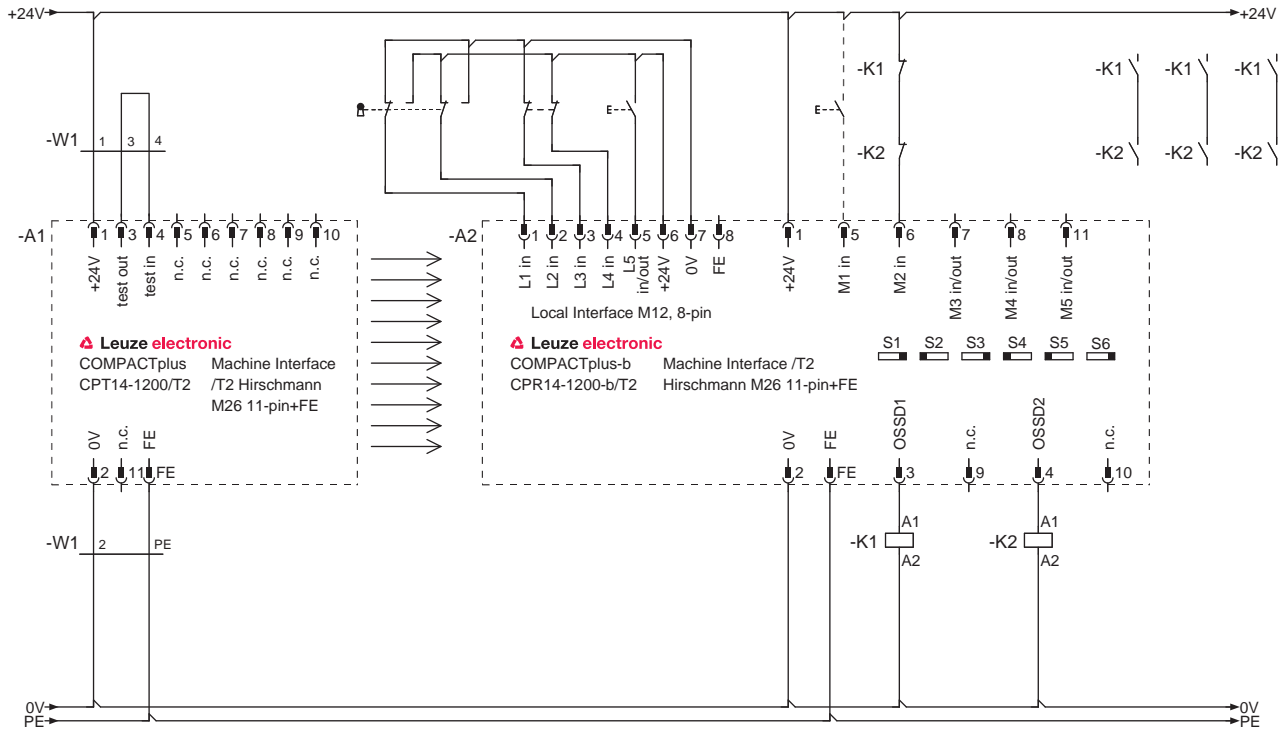 +24V +24V
-K1 -K1 -K1 -K1
-W1 1 3 4
-K2 -K2 -K2 -K2
-A1 1 3 4 5 6 7 8 9 10
+24V test out test in n.c. n.c. n.c. n.c. n.c. n.c.
-A2 1 2 3 4 5 6 7 8 1 5 6 7 8 11
L1 in L2 in L3 in L4 in L5 in/out +24V 0V FE +24V M1 in M2 in M3 in/out M4 in/out M5 in/out
Local Interface M12, 8-pin
Leuze electronic
COMPACTplus Machine Interface
CPT14-1200/T2 /T2 Hirschmann
M26 11-pin+FE
Leuze electronic
COMPACTplus-b Machine Interface /T2
CPR14-1200-b/T2 Hirschmann M26 11-pin+FE
S1 S2 S3 S4 S5 S6
0V n.c. FE
2 11 FE
0V FE OSSD1 n.c. OSSD2 n.c.
2 FE 3 9 4 10
-W1 2 PE
-K1 A1 A2
-K2 A1 A2
0V 0V
PE PE